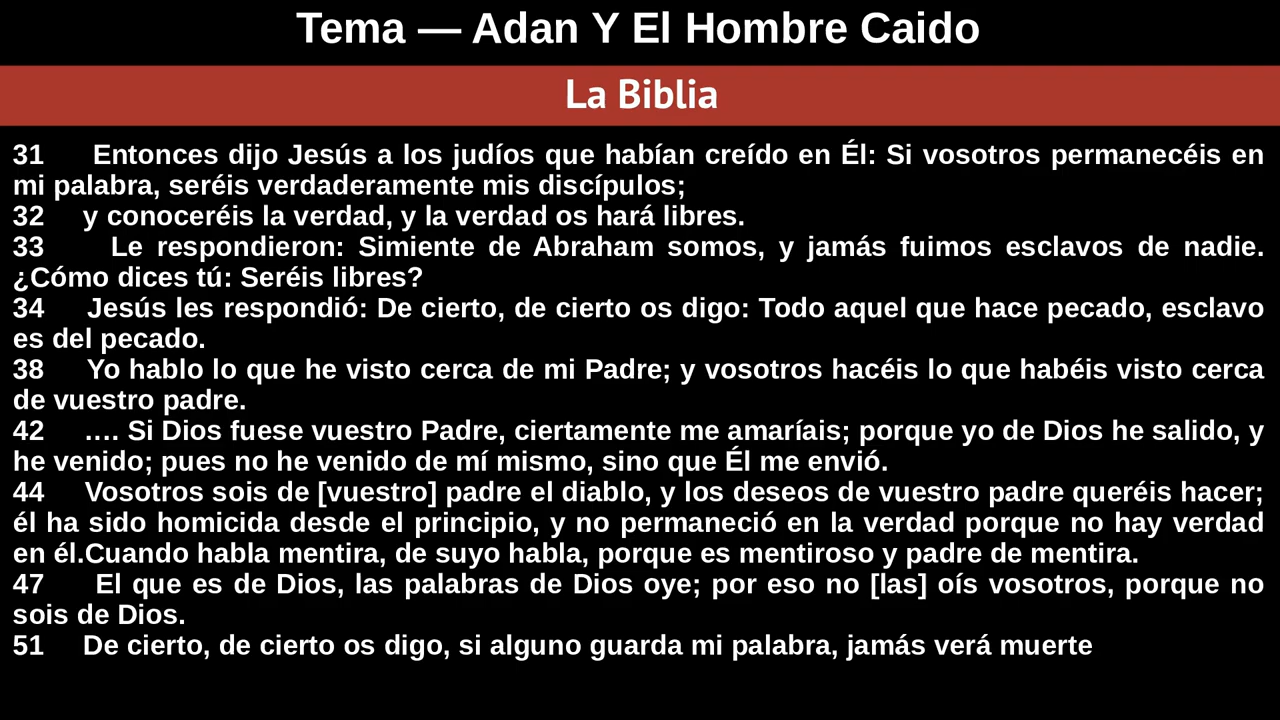 Tema — Adan Y El Hombre Caido
La Biblia
31 Entonces dijo Jesús a los judíos que habían creído en Él: Si vosotros permanecéis en
mi palabra, seréis verdaderamente mis discípulos;
32 y conoceréis la verdad, y la verdad os hará libres.
33 Le respondieron: Simiente de Abraham somos, y jamás fuimos esclavos de nadie.
¿Cómo dices tú: Seréis libres?
34 Jesús les respondió: De cierto, de cierto os digo: Todo aquel que hace pecado, esclavo
es del pecado.
38 Yo hablo lo que he visto cerca de mi Padre; y vosotros hacéis lo que habéis visto cerca
de vuestro padre.
42 .... Si Dios fuese vuestro Padre, ciertamente me amaríais; porque yo de Dios he salido, y
he venido; pues no he venido de mí mismo, sino que Él me envió.
44 Vosotros sois de [vuestro] padre el diablo, y los deseos de vuestro padre queréis hacer;
él ha sido homicida desde el principio, y no permaneció en la verdad porque no hay verdad
en él.Cuando habla mentira, de suyo habla, porque es mentiroso y padre de mentira.
47 El que es de Dios, las palabras de Dios oye; por eso no [las] oís vosotros, porque no
sois de Dios.
51 De cierto, de cierto os digo, si alguno guarda mi palabra, jamás verá muerte